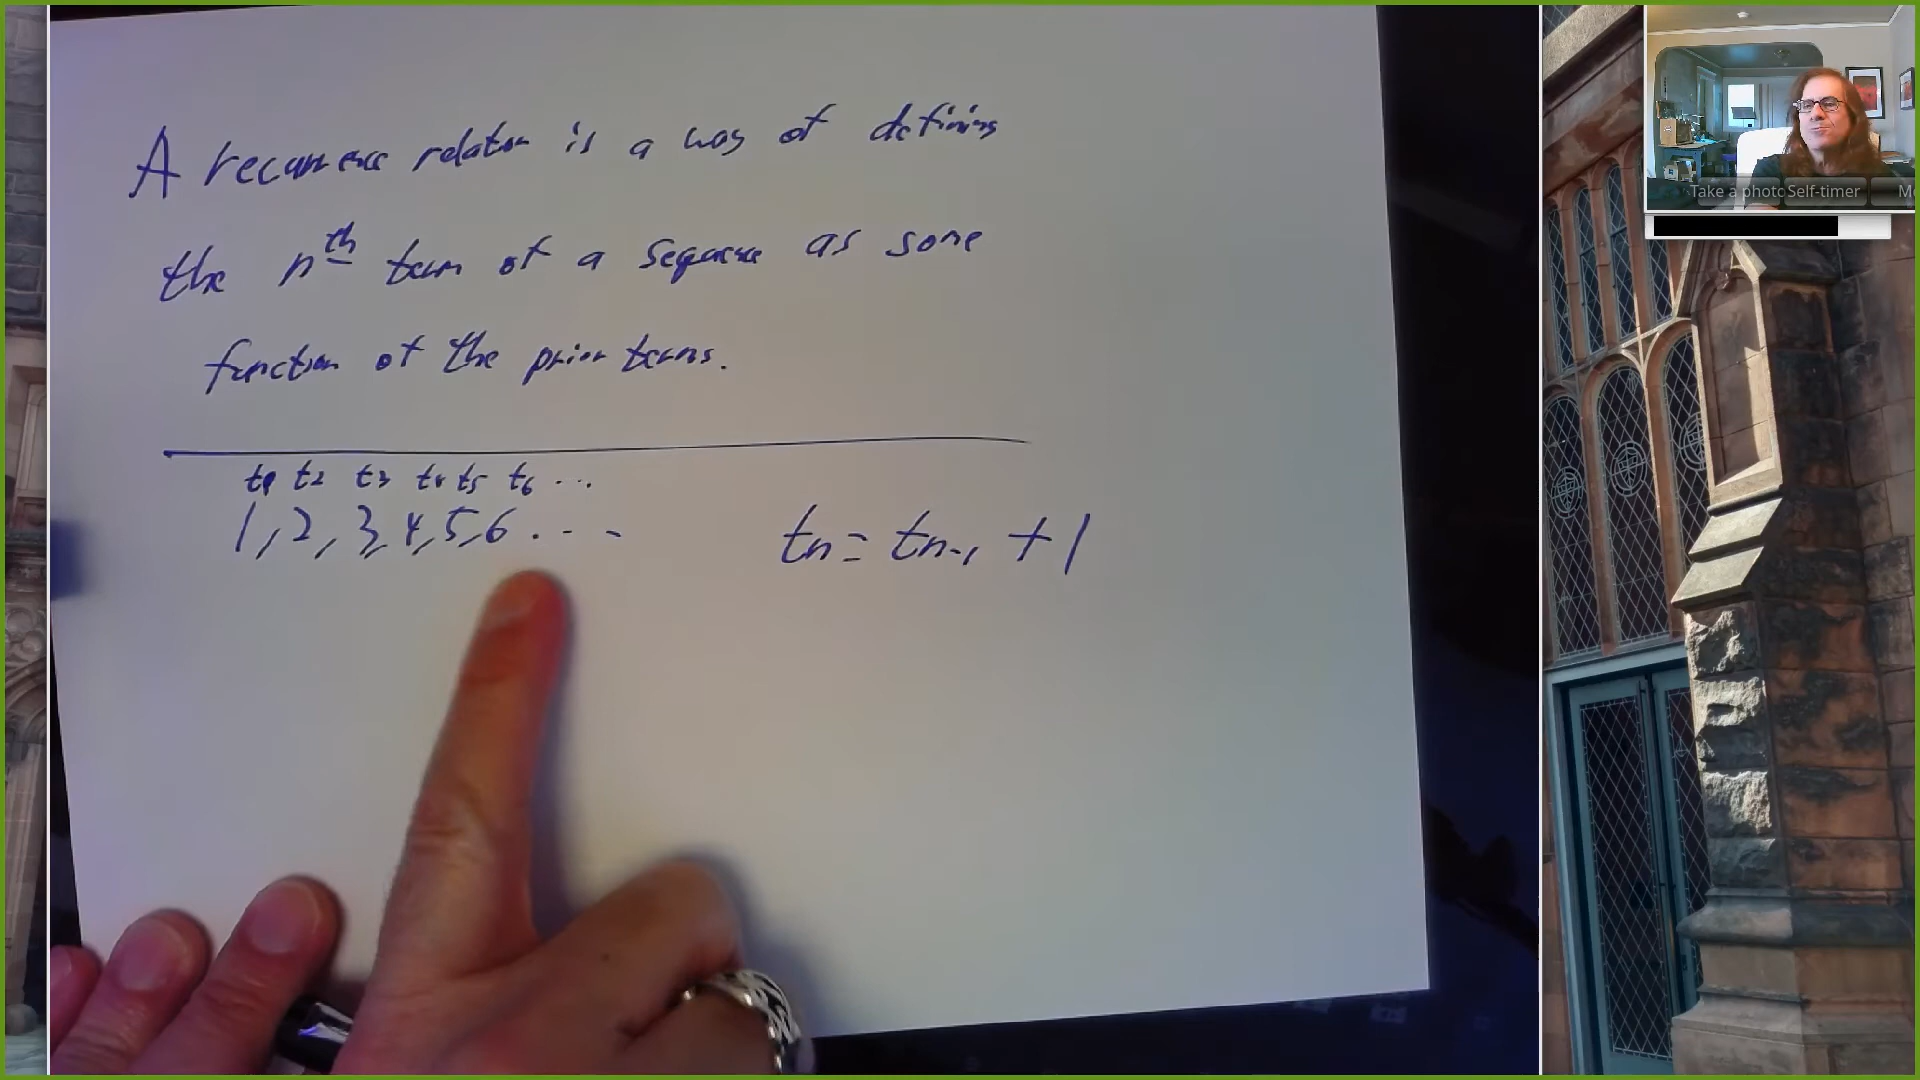 A recurrence relation is a way of defining
the nth term of a sequence as some
function of the prior terms.
t1 t2 t3 t4 t5 t6 ...
1, 2, 3, 4, 5, 6 . . .
tn = tn-1 + 1
Take a photo Self-timer M